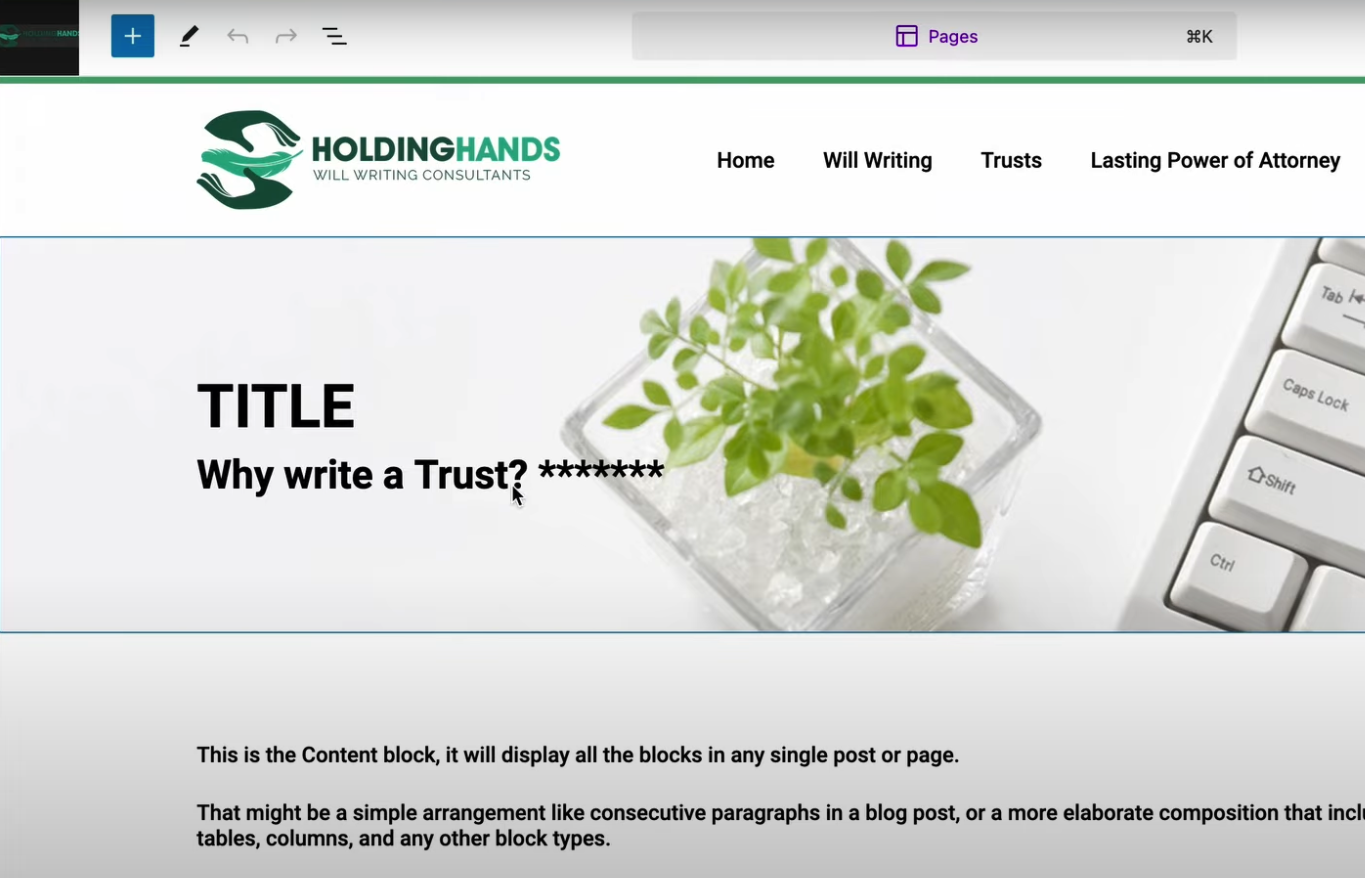 HOLDINGHANDS
Pages
⌘K
HOLDINGHANDS
WILL WRITING CONSULTANTS
Home
Will Writing
Trusts
Lasting Power of Attorney
TITLE
Why write a Trust? *******
Tab
Caps Lock
Shift
Ctrl
This is the Content block, it will display all the blocks in any single post or page.
That might be a simple arrangement like consecutive paragraphs in a blog post, or a more elaborate composition that inclu
tables, columns, and any other block types.